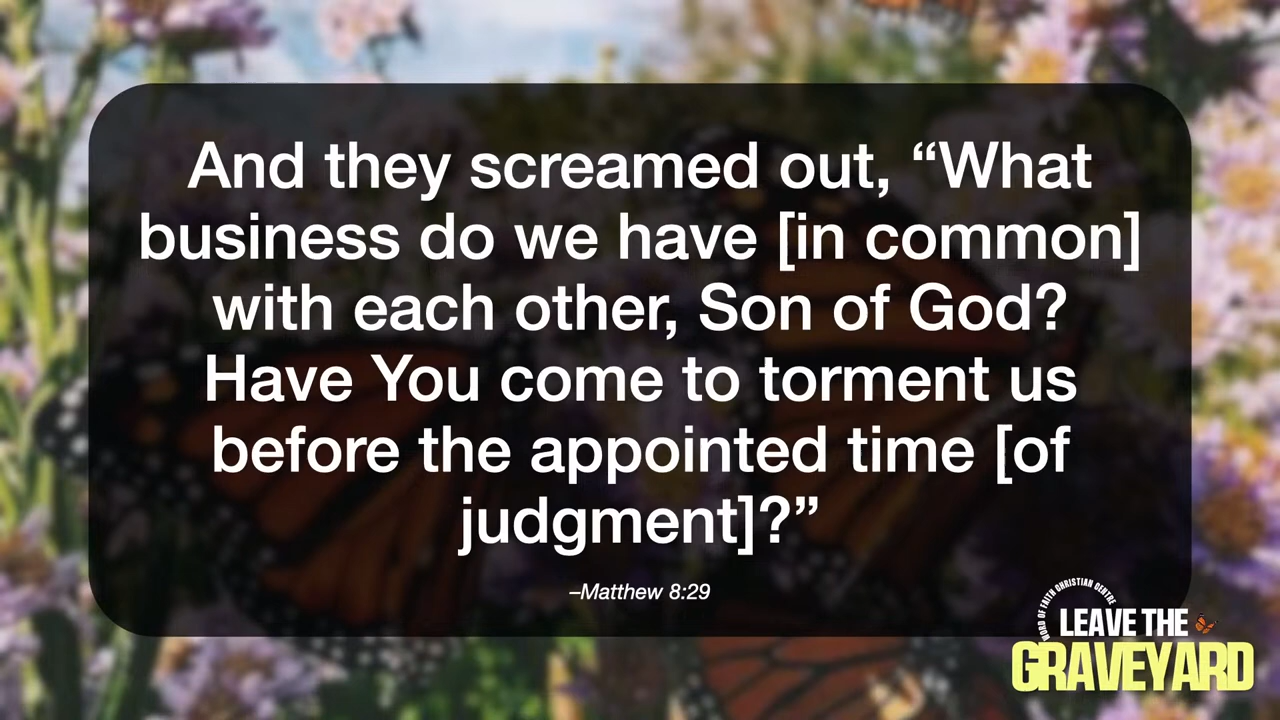 And they screamed out, “What
business do we have [in common]
with each other, Son of God?
Have You come to torment us
before the appointed time [of
judgment]?”
–Matthew 8:29
WORD OF FAITH CHRISTIAN CENTRE
LEAVE THE
GRAVEYARD